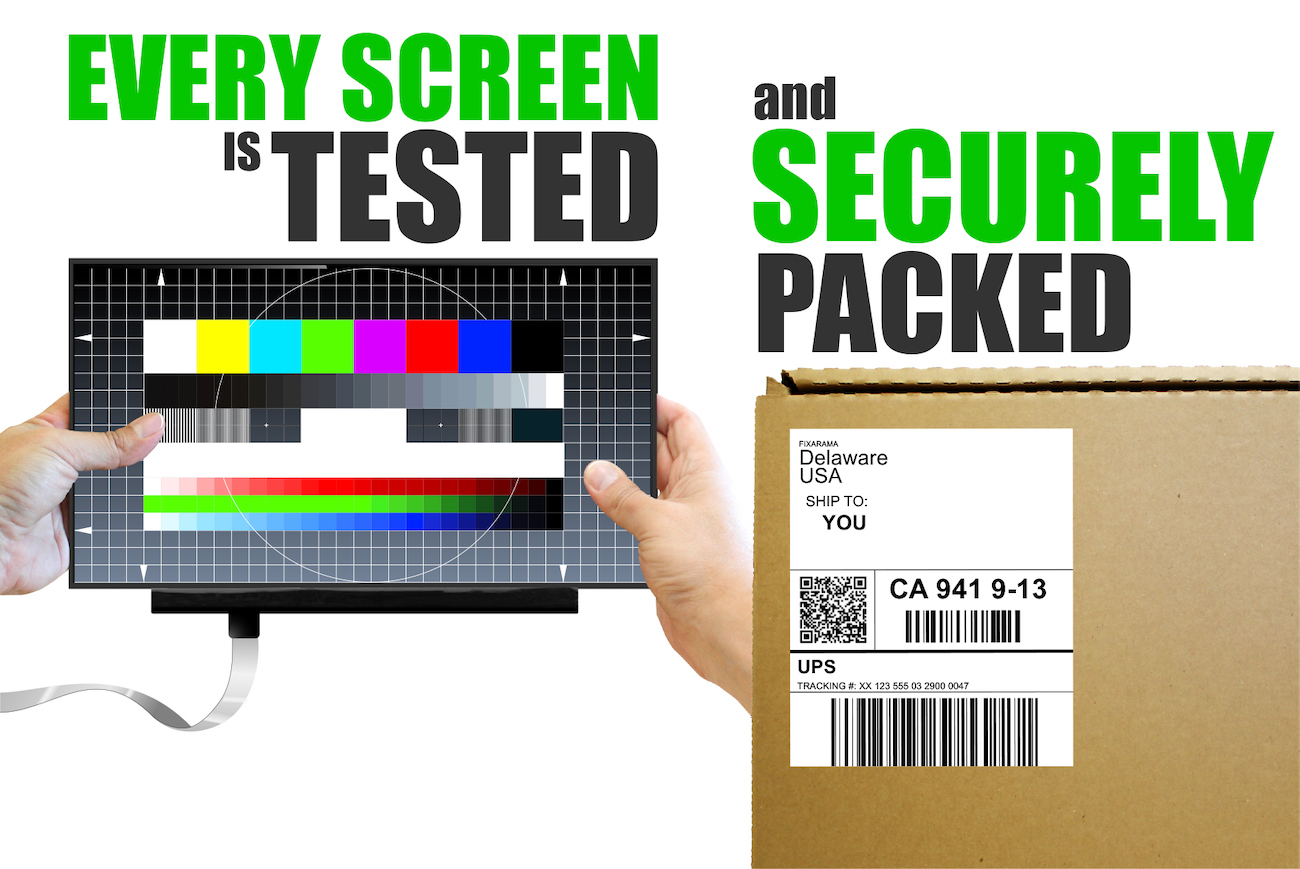 EVERY SCREEN
IS TESTED
and
SECURELY
PACKED
FIXARAMA
Delaware
USA
SHIP TO:
YOU
CA 941 9-13
UPS
TRACKING #: XX 123 555 03 2900 0047